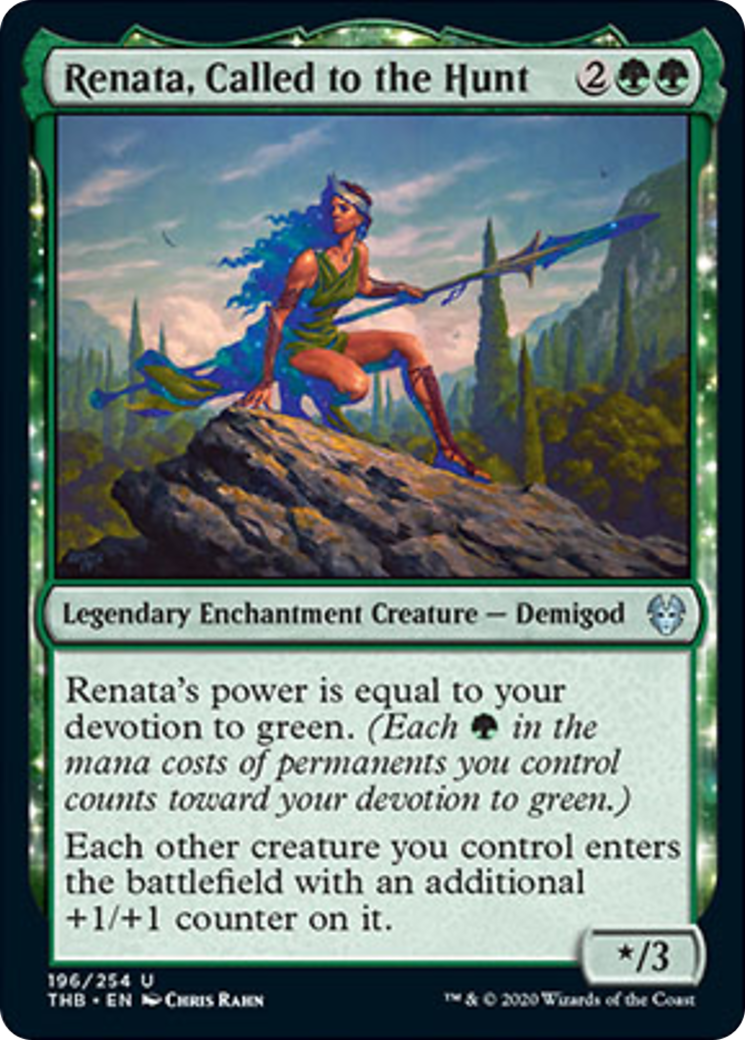 Renata, Called to the Hunt 2
Legendary Enchantment Creature — Demigod
Renata's power is equal to your
devotion to green. (Each in the
mana costs of permanents you control
counts toward your devotion to green.)
Each other creature you control enters
the battlefield with an additional
+1/+1 counter on it.
*/3
196/254 U
THB • EN Chris Rahn
™ & © 2020 Wizards of the Coast